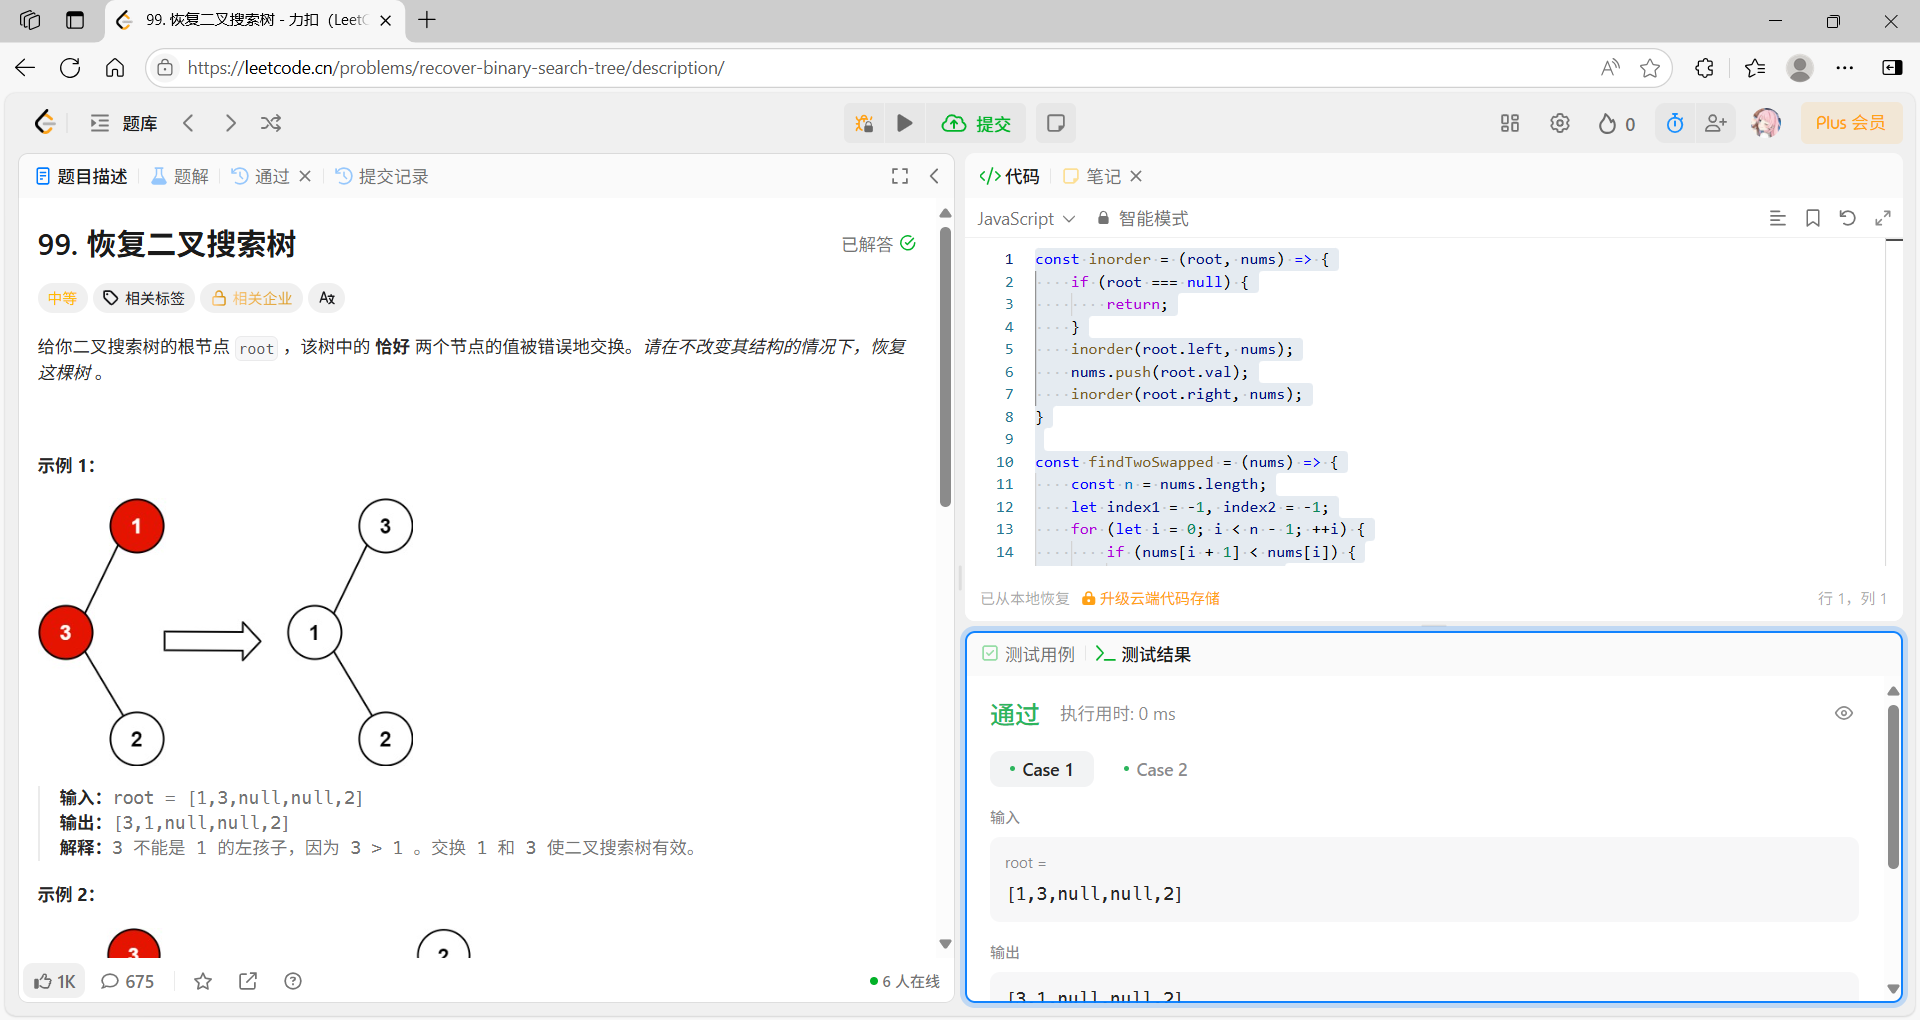 99. 恢复二叉搜索树 - 力扣（Leet
https://leetcode.cn/problems/recover-binary-search-tree/description/
题库
提交
0
Plus 会员
题目描述
题解
通过
提交记录
99. 恢复二叉搜索树
已解答
中等
相关标签
相关企业
给你二叉搜索树的根节点 root ，该树中的 恰好 两个节点的值被错误地交换。请在不改变其结构的情况下，恢复
这棵树 。
示例 1：
1
3
2
3
1
2
输入：root = [1,3,null,null,2]
输出：[3,1,null,null,2]
解释：3 不能是 1 的左孩子，因为 3 > 1 。交换 1 和 3 使二叉搜索树有效。
示例 2：
3
2
1K
675
6 人在线
代码
笔记
JavaScript
智能模式
1 const inorder = (root, nums) => {
2     if (root === null) {
3         return;
4     }
5     inorder(root.left, nums);
6     nums.push(root.val);
7     inorder(root.right, nums);
8 }
9
10 const findTwoSwapped = (nums) => {
11     const n = nums.length;
12     let index1 = -1, index2 = -1;
13     for (let i = 0; i < n - 1; ++i) {
14         if (nums[i + 1] < nums[i]) {
已从本地恢复
升级云端代码存储
行 1，列 1
测试用例
测试结果
通过
执行用时: 0 ms
Case 1
Case 2
输入
root =
[1,3,null,null,2]
输出
[3,1,null,null,2]